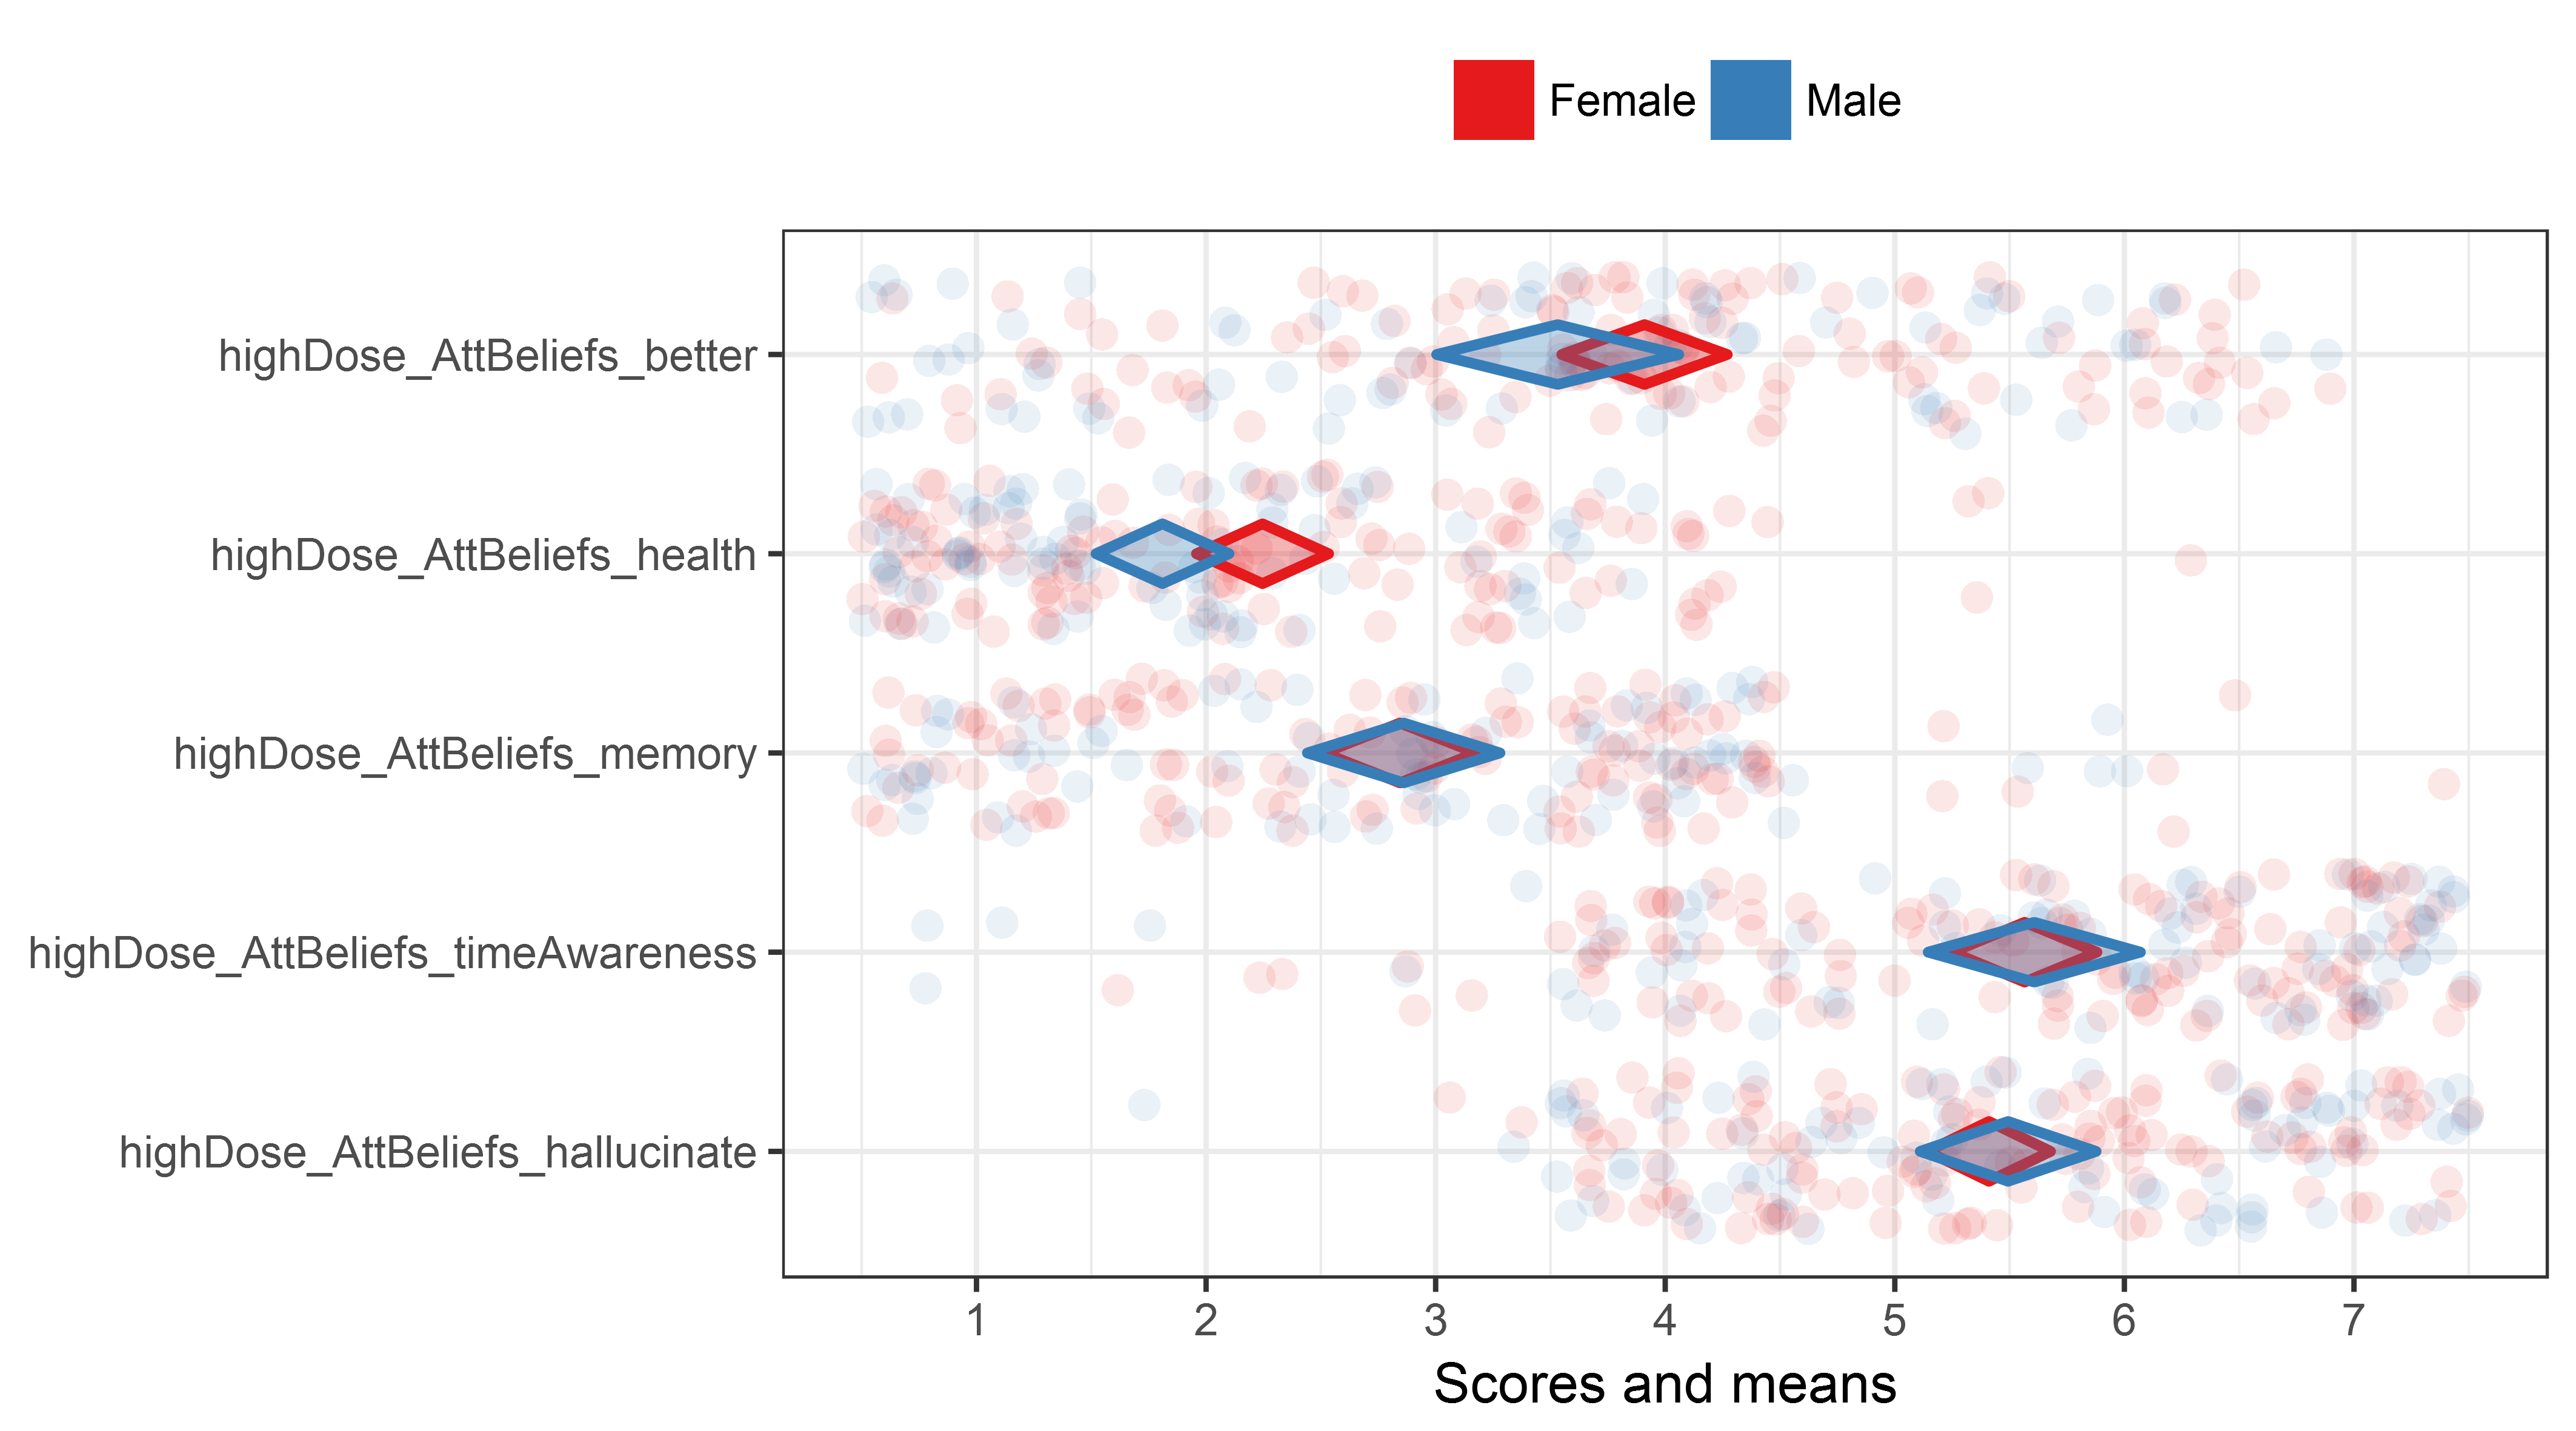 Female Male
highDose_AttBeliefs_better
highDose_AttBeliefs_health
highDose_AttBeliefs_memory
highDose_AttBeliefs_timeAwareness
highDose_AttBeliefs_hallucinate
1 2 3 4 5 6 7
Scores and means